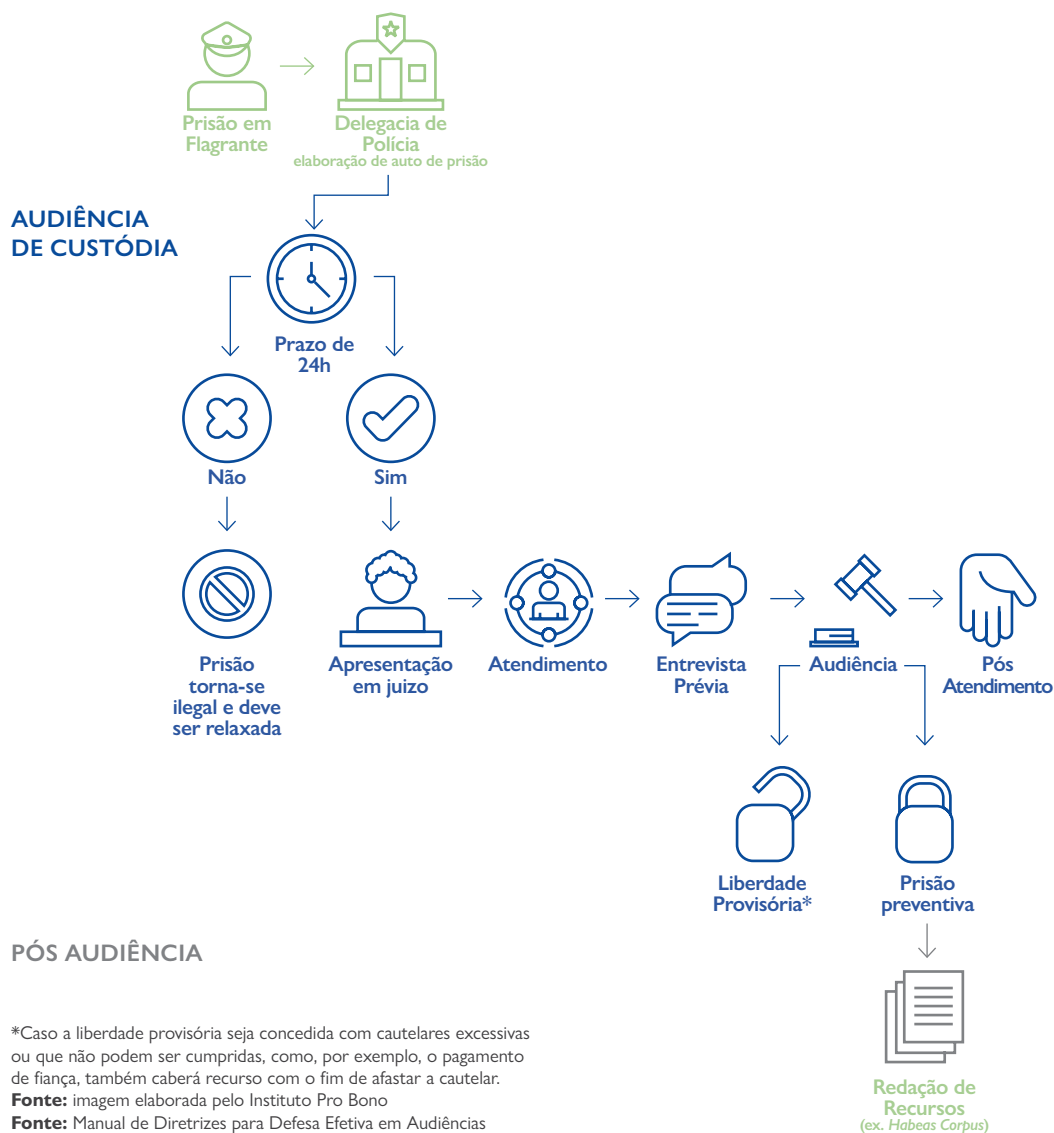 Prisão em
Flagrante
Delegacia de
Polícia
elaboração de auto de prisão
AUDIÊNCIA
DE CUSTÓDIA
Prazo de
24h
Não
Sim
Prisão
torna-se
ilegal e deve
ser relaxada
Apresentação
em juizo
Atendimento
Entrevista
Prévia
Audiência
Pós
Atendimento
Liberdade
Provisória*
Prisão
preventiva
PÓS AUDIÊNCIA
*Caso a liberdade provisória seja concedida com cautelares excessivas
ou que não podem ser cumpridas, como, por exemplo, o pagamento
de fiança, também caberá recurso com o fim de afastar a cautelar.
Fonte: imagem elaborada pelo Instituto Pro Bono
Fonte: Manual de Diretrizes para Defesa Efetiva em Audiências
Redação de
Recursos
(ex. Habeas Corpus)